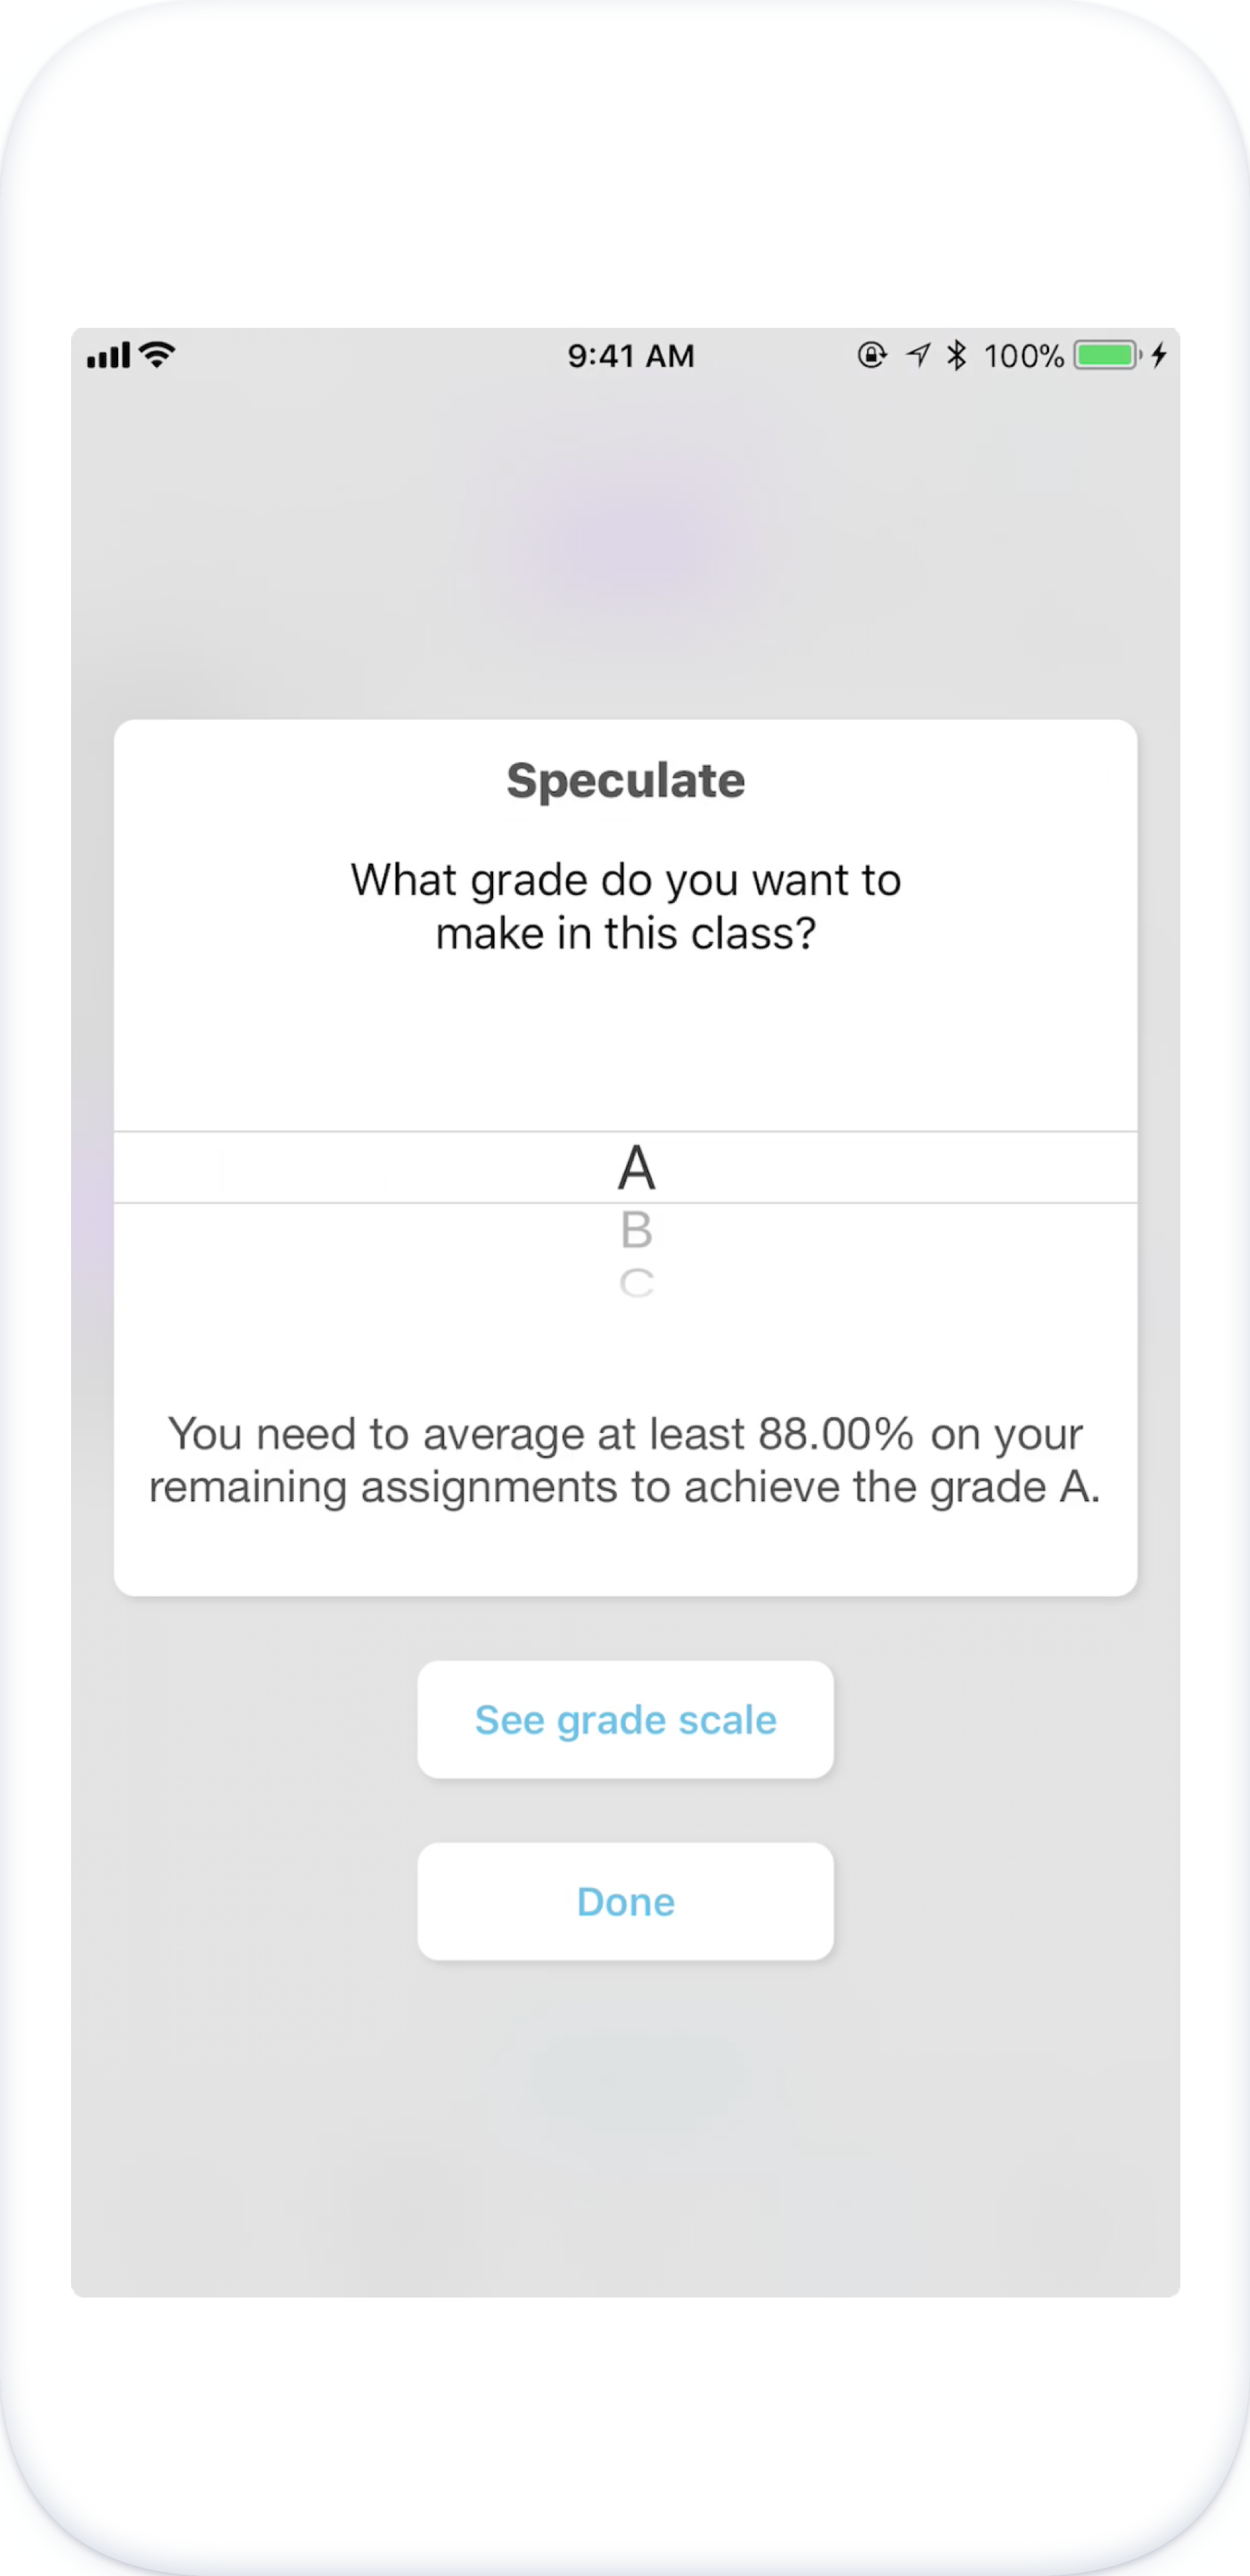 9:41 AM 100%
Speculate
What grade do you want to
make in this class?
A
B
C
You need to average at least 88.00% on your
remaining assignments to achieve the grade A.
See grade scale
Done